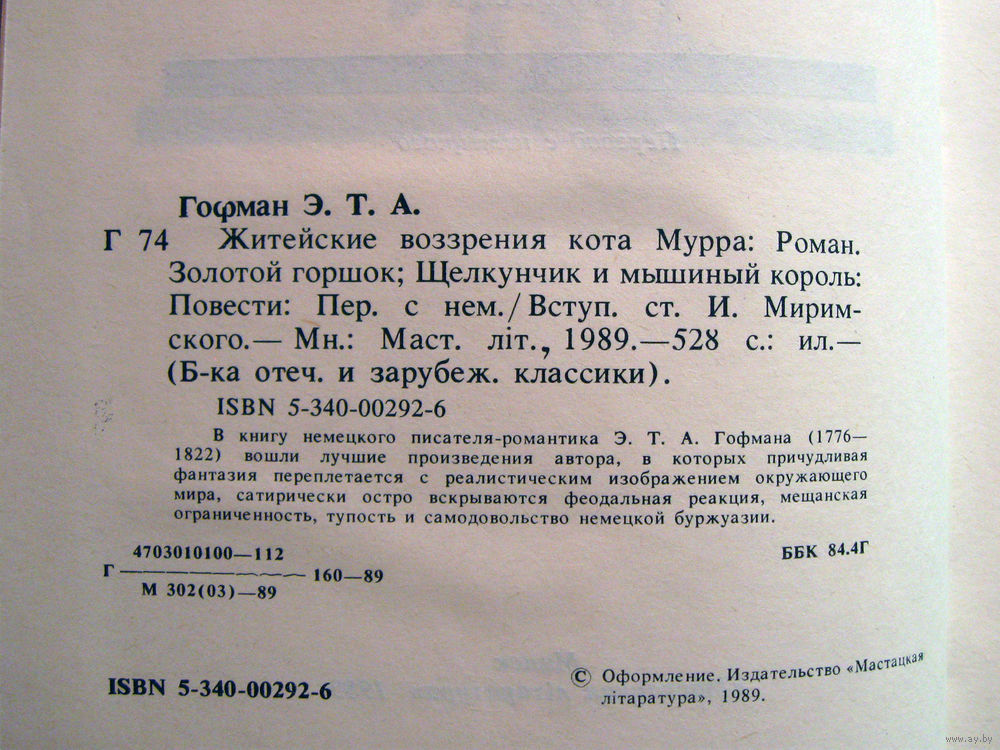 Гофман Э. Т. А.
Г 74 Житейские воззрения кота Мурра: Роман.
Золотой горшок; Щелкунчик и мышиный король:
Повести: Пер. с нем./Вступ. ст. И. Мирим-
ского.— Мн.: Маст. літ., 1989.—528 с.: ил.—
(Б-ка отеч. и зарубеж. классики).
ISBN 5-340-00292-6
В книгу немецкого писателя-романтика Э. Т. А. Гофмана (1776—
1822) вошли лучшие произведения автора, в которых причудливая
фантазия переплетается с реалистическим изображением окружающего
мира, сатирически остро вскрываются феодальная реакция, мещанская
ограниченность, тупость и самодовольство немецкой буржуазии.
4703010100—112
Г ——— 160—89
М 302(03)—89
ББК 84.4Г
ISBN 5-340-00292-6
© Оформление. Издательство «Мастацкая
літаратура», 1989.
www.ay.by